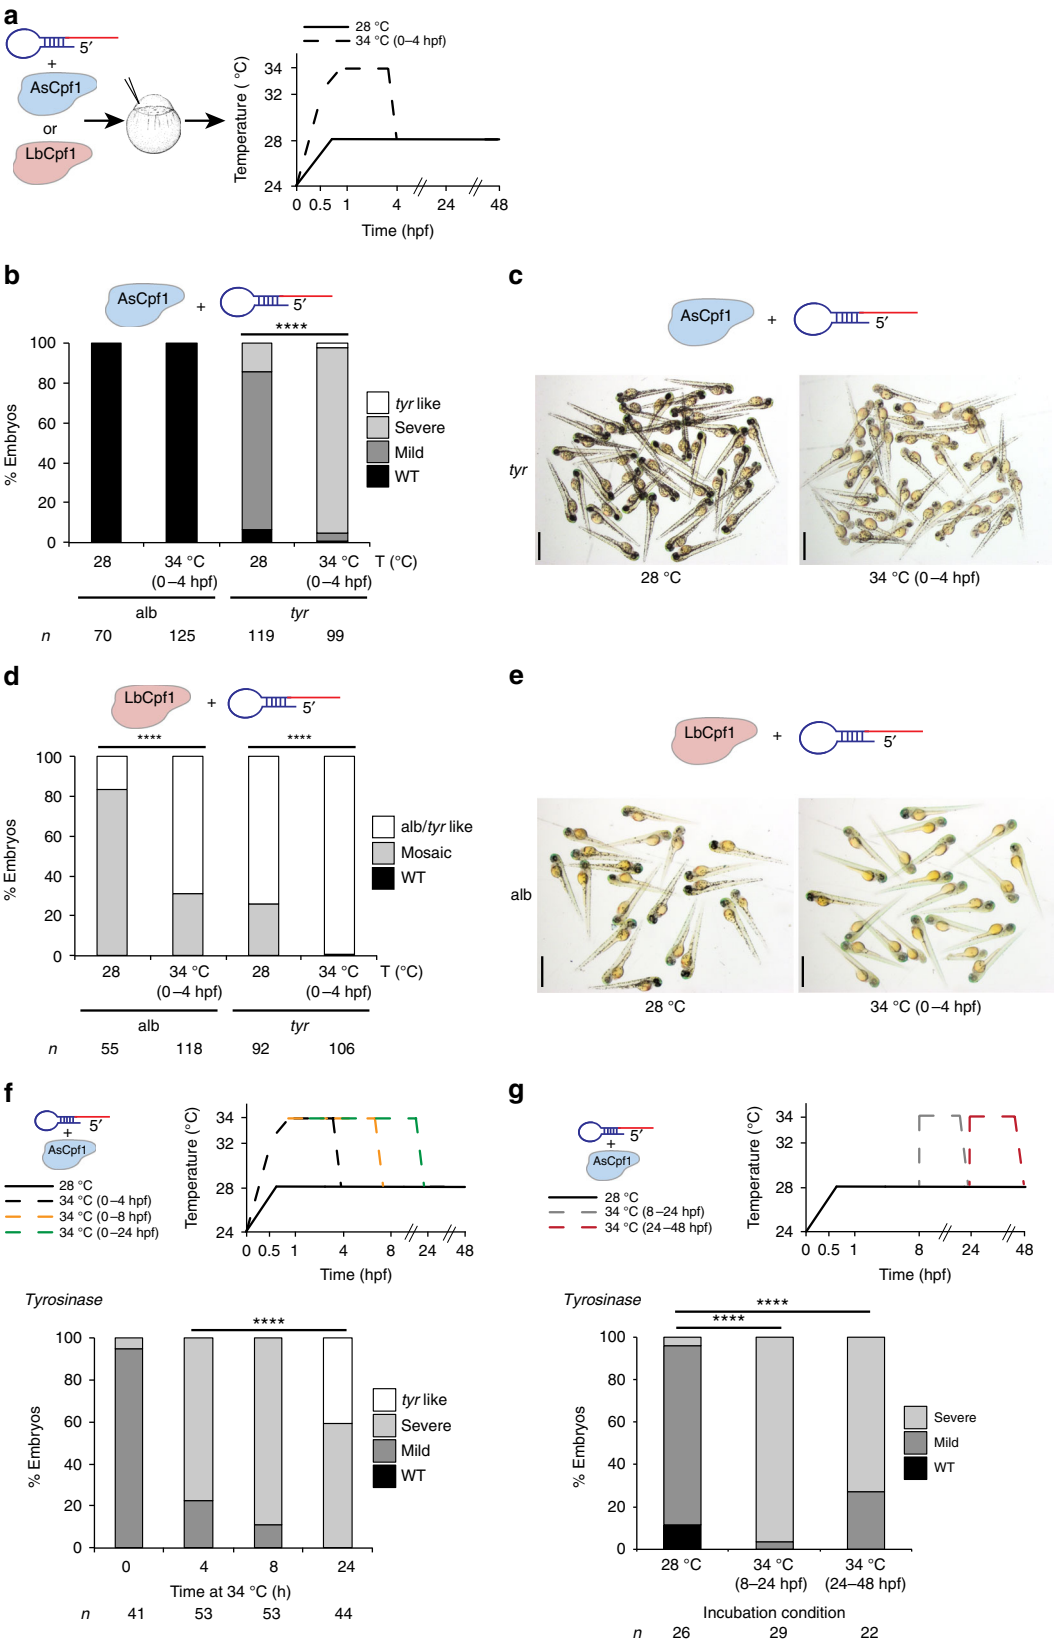 a
5′
+
AsCpf1
or
LbCpf1
28 °C
34 °C (0–4 hpf)
Temperature ( °C)
34
32
28
24
0 0.5 1 4 24 48
Time (hpf)
b
AsCpf1 + 5′
****
% Embryos
100
80
60
40
20
0
tyr like
Severe
Mild
WT
28 34 °C 28 34 °C T (°C)
(0–4 hpf) (0–4 hpf)
alb tyr
n 70 125 119 99
c
AsCpf1 + 5′
tyr
28 °C 34 °C (0–4 hpf)
d
LbCpf1 + 5′
**** ****
% Embryos
100
80
60
40
20
0
alb/tyr like
Mosaic
WT
28 34 °C 28 34 °C T (°C)
(0–4 hpf) (0–4 hpf)
alb tyr
n 55 118 92 106
e
LbCpf1 + 5′
alb
28 °C 34 °C (0–4 hpf)
f
5′
+
AsCpf1
28 °C
34 °C (0–4 hpf)
34 °C (0–8 hpf)
34 °C (0–24 hpf)
Temperature (°C)
34
32
28
24
0 0.5 1 4 8 24 48
Time (hpf)
Tyrosinase
****
% Embryos
100
80
60
40
20
0
tyr like
Severe
Mild
WT
0 4 8 24
Time at 34 °C (h)
n 41 53 53 44
g
5′
+
AsCpf1
28 °C
34 °C (8–24 hpf)
34 °C (24–48 hpf)
Temperature (°C)
34
32
28
24
0 0.5 1 8 24 48
Time (hpf)
Tyrosinase
****
****
% Embryos
100
80
60
40
20
0
Severe
Mild
WT
28 °C 34 °C 34 °C
(8–24 hpf) (24–48 hpf)
Incubation condition
n 26 29 22